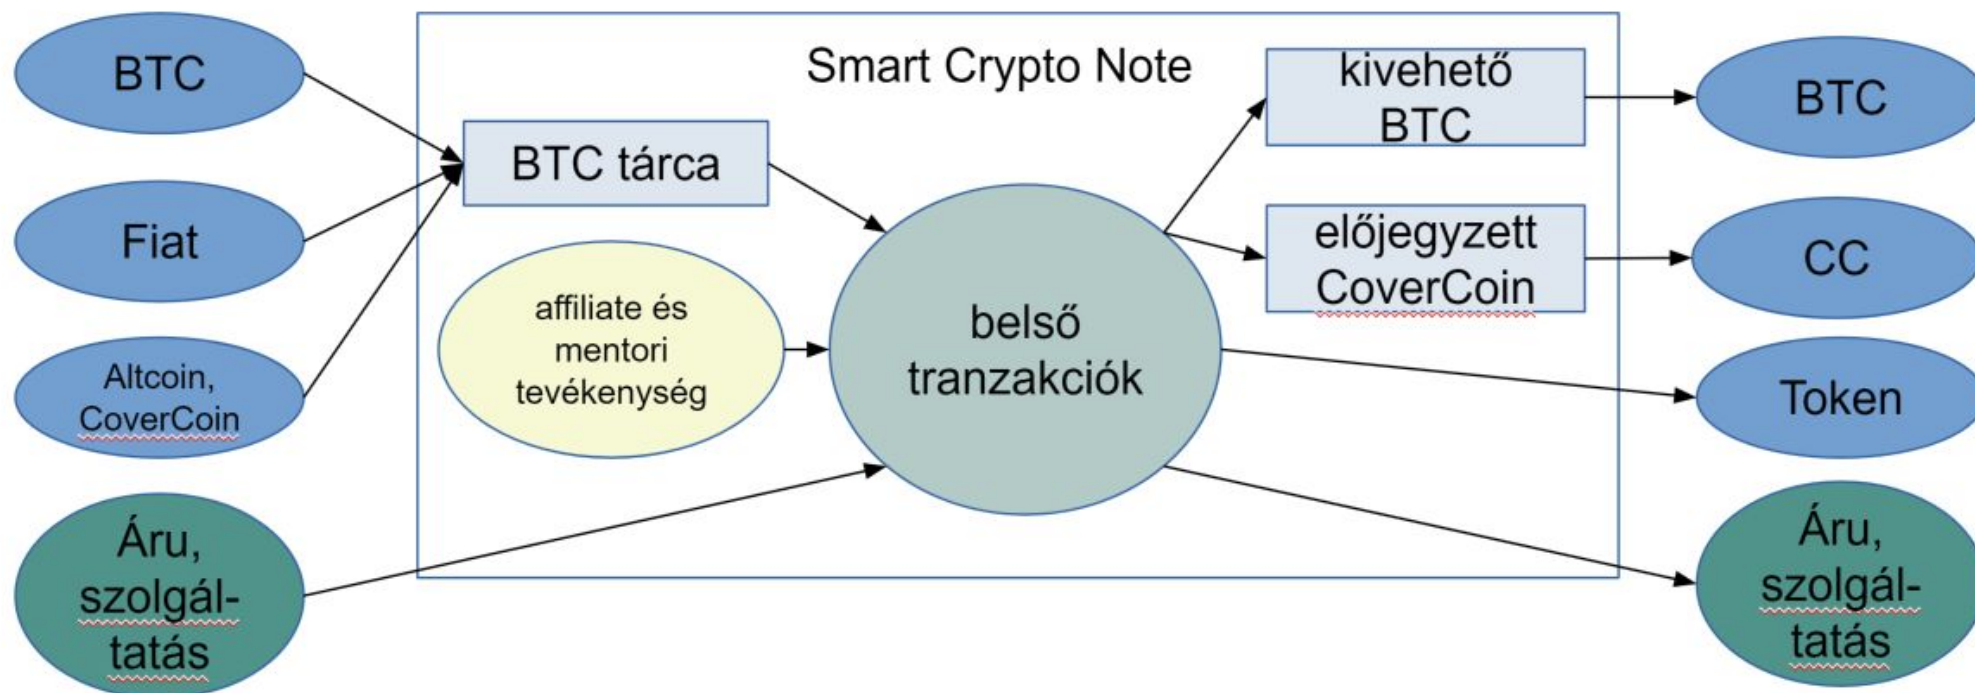 BTC
Fiat
Altcoin,
CoverCoin
Áru,
szolgál-
tatás
Smart Crypto Note
BTC tárca
affiliate és
mentori
tevékenység
belső
tranzakciók
kivehető
BTC
előjegyzett
CoverCoin
BTC
CC
Token
Áru,
szolgál-
tatás